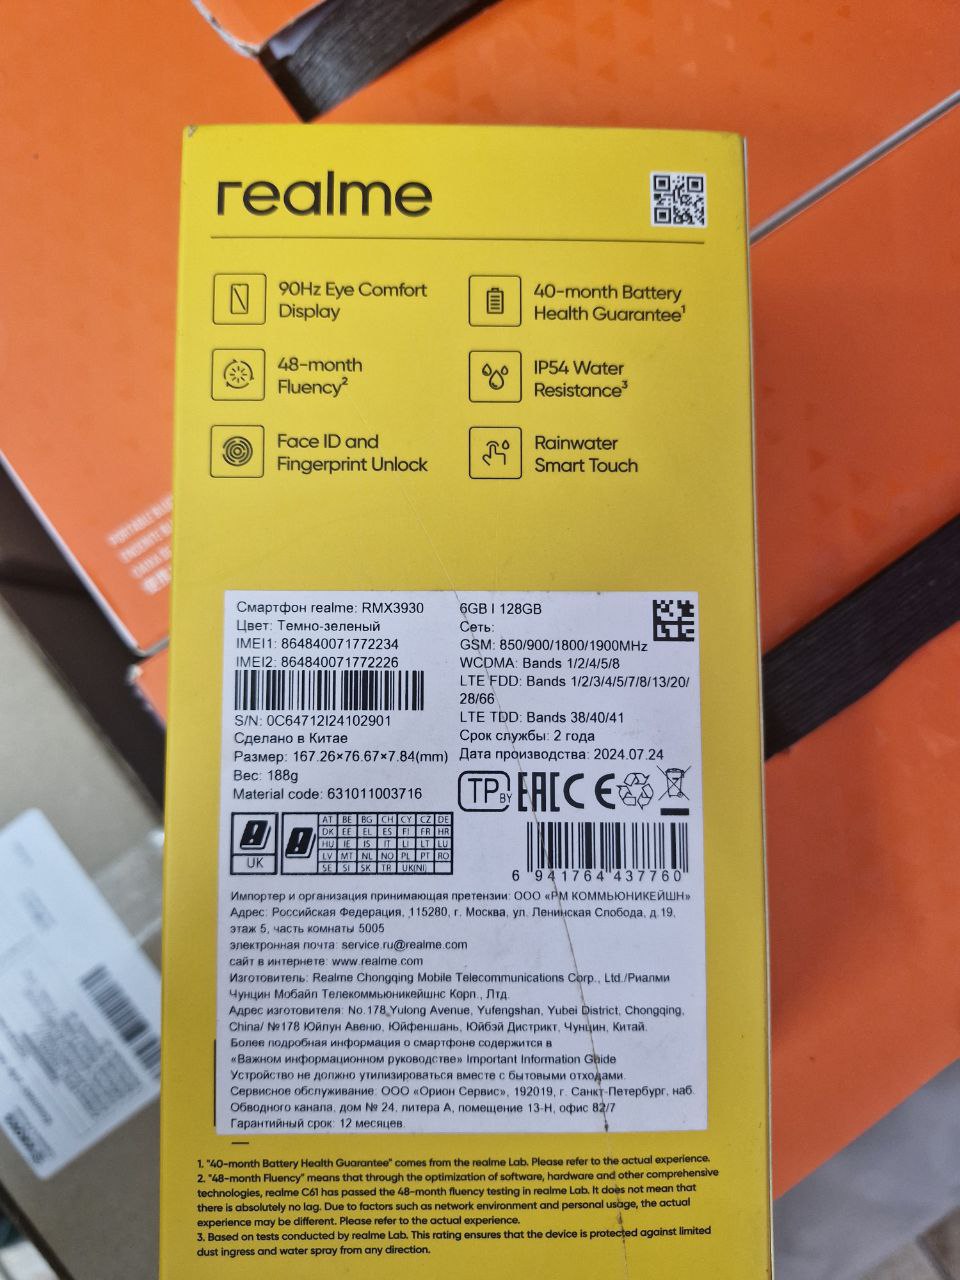 realme
90Hz Eye Comfort
Display
40-month Battery
Health Guarantee¹
48-month
Fluency²
IP54 Water
Resistance³
Face ID and
Fingerprint Unlock
Rainwater
Smart Touch
Смартфон realme: RMX3930
Цвет: Темно-зеленый
IMEI1: 864840071772234
IMEI2: 864840071772226
S/N: 0C64712I24102901
Сделано в Китае
Размер: 167.26×76.67×7.84(mm)
Вес: 188g
Material code: 631011003716
6GB I 128GB
Сеть:
GSM: 850/900/1800/1900MHz
WCDMA: Bands 1/2/4/5/8
LTE FDD: Bands 1/2/3/4/5/7/8/13/20/
28/66
LTE TDD: Bands 38/40/41
Срок службы: 2 года
Дата производства: 2024.07.24
TP BY EAC CE
UK
AT BE BG CH CY CZ DE
DK EE EL ES FI FR HR
HU IE IS IT LI LT LU
LV MT NL NO PL PT RO
SE SI SK TR UK(NI)
6 941764 437760
Импортер и организация принимающая претензии: ООО «РМ КОММЬЮНИКЕЙШН»
Адрес: Российская Федерация, 115280, г. Москва, ул. Ленинская Слобода, д.19,
этаж 5, часть комнаты 5005
электронная почта: service.ru@realme.com
сайт в интернете: www.realme.com
Изготовитель: Realme Chongqing Mobile Telecommunications Corp., Ltd./Риалми
Чунцин Мобайл Телекоммьюникейшнс Корп., Лтд.
Адрес изготовителя: No.178 Yulong Avenue, Yufengshan, Yubei District, Chongqing,
China/ №178 Юйлун Авеню, Юйфеншань, Юйбэй Дистрикт, Чунцин, Китай.
Более подробная информация о смартфоне содержится в
«Важном информационном руководстве» Important Information Guide
Устройство не должно утилизироваться вместе с бытовыми отходами.
Сервисное обслуживание: ООО «Орион Сервис», 192019, г. Санкт-Петербург, наб.
Обводного канала, дом № 24, литера А, помещение 13-Н, офис 82/7
Гарантийный срок: 12 месяцев.
1. "40-month Battery Health Guarantee" comes from the realme Lab. Please refer to the actual experience.
2. "48-month Fluency" means that through the optimization of software, hardware and other comprehensive
technologies, realme C61 has passed the 48-month fluency testing in realme Lab. It does not mean that
there is absolutely no lag. Due to factors such as network environment and personal usage, the actual
experience may be different. Please refer to the actual experience.
3. Based on tests conducted by realme Lab. This rating ensures that the device is protected against limited
dust ingress and water spray from any direction.